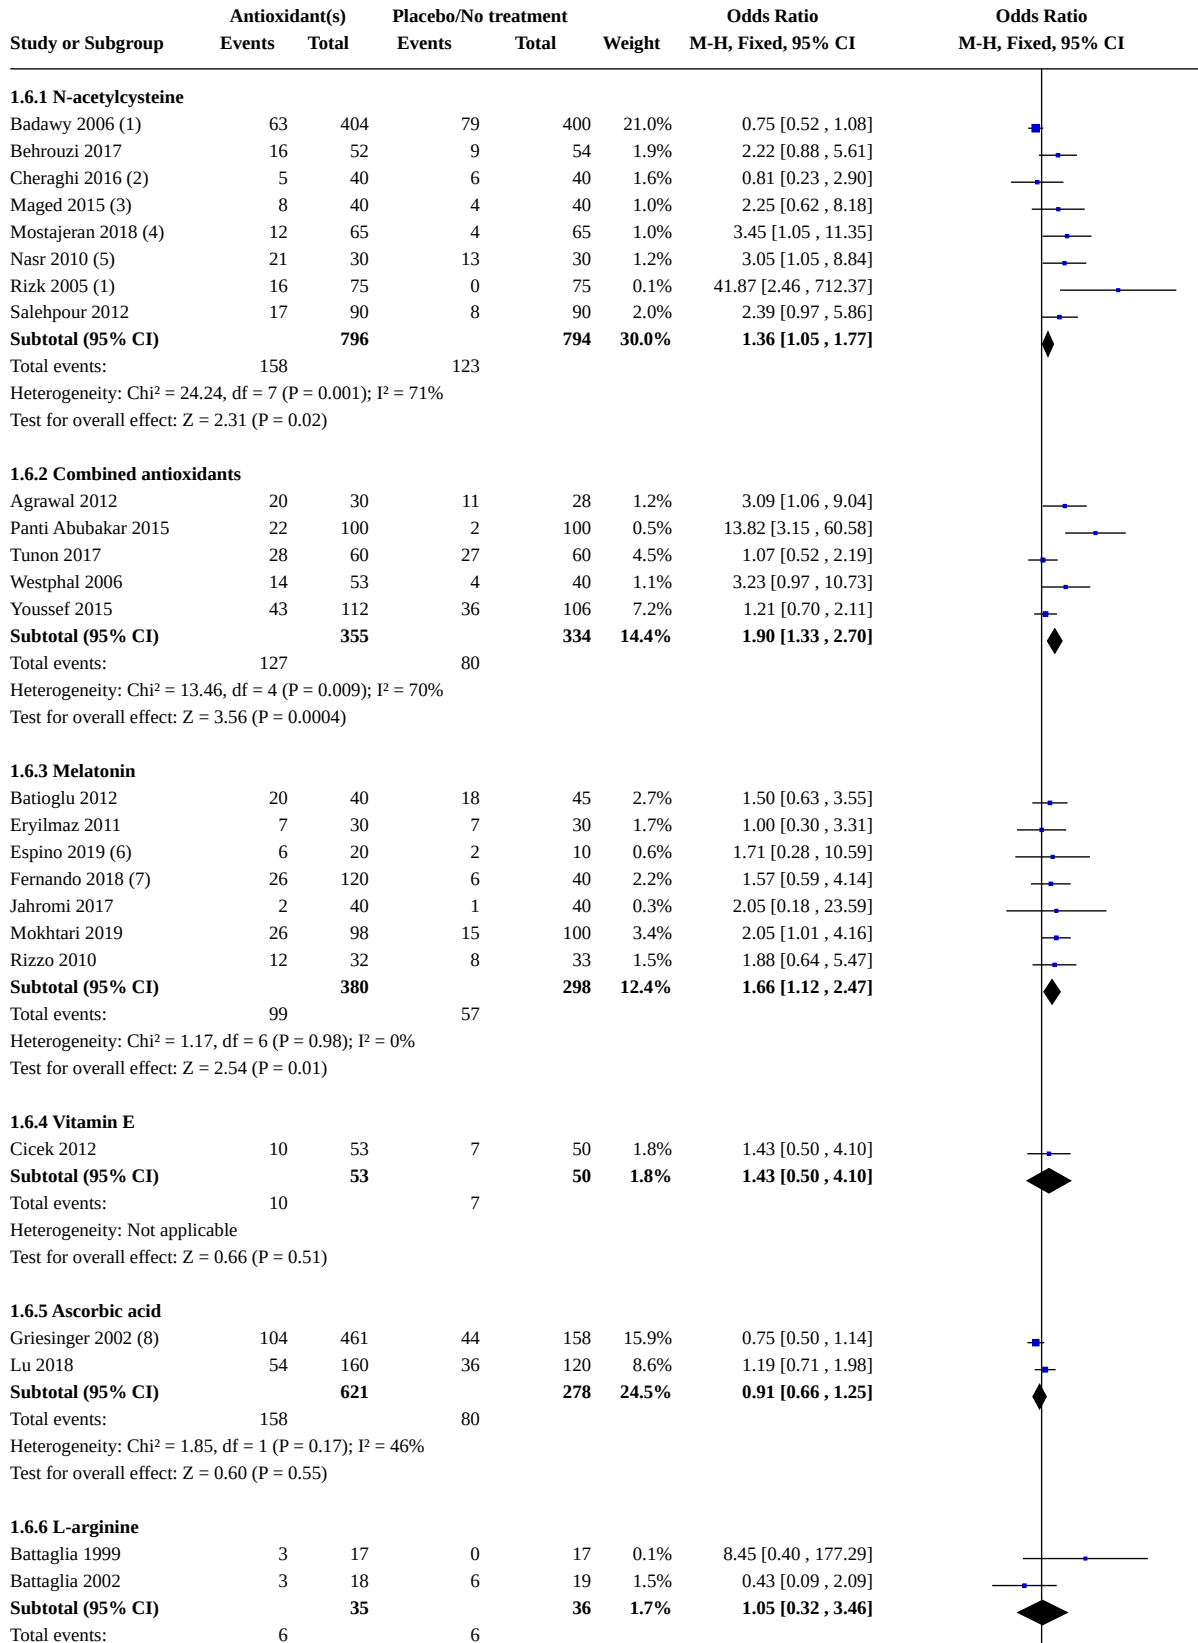 Antioxidant(s) Placebo/No treatment Odds Ratio Odds Ratio
Study or Subgroup Events Total Events Total Weight M-H, Fixed, 95% CI M-H, Fixed, 95% CI
1.6.1 N-acetylcysteine
Badawy 2006 (1) 63 404 79 400 21.0% 0.75 [0.52 , 1.08]
Behrouzi 2017 16 52 9 54 1.9% 2.22 [0.88 , 5.61]
Cheraghi 2016 (2) 5 40 6 40 1.6% 0.81 [0.23 , 2.90]
Maged 2015 (3) 8 40 4 40 1.0% 2.25 [0.62 , 8.18]
Mostajeran 2018 (4) 12 65 4 65 1.0% 3.45 [1.05 , 11.35]
Nasr 2010 (5) 21 30 13 30 1.2% 3.05 [1.05 , 8.84]
Rizk 2005 (1) 16 75 0 75 0.1% 41.87 [2.46 , 712.37]
Salehpour 2012 17 90 8 90 2.0% 2.39 [0.97 , 5.86]
Subtotal (95% CI) 796 794 30.0% 1.36 [1.05 , 1.77]
Total events: 158 123
Heterogeneity: Chi² = 24.24, df = 7 (P = 0.001); I² = 71%
Test for overall effect: Z = 2.31 (P = 0.02)
1.6.2 Combined antioxidants
Agrawal 2012 20 30 11 28 1.2% 3.09 [1.06 , 9.04]
Panti Abubakar 2015 22 100 2 100 0.5% 13.82 [3.15 , 60.58]
Tunon 2017 28 60 27 60 4.5% 1.07 [0.52 , 2.19]
Westphal 2006 14 53 4 40 1.1% 3.23 [0.97 , 10.73]
Youssef 2015 43 112 36 106 7.2% 1.21 [0.70 , 2.11]
Subtotal (95% CI) 355 334 14.4% 1.90 [1.33 , 2.70]
Total events: 127 80
Heterogeneity: Chi² = 13.46, df = 4 (P = 0.009); I² = 70%
Test for overall effect: Z = 3.56 (P = 0.0004)
1.6.3 Melatonin
Batioglu 2012 20 40 18 45 2.7% 1.50 [0.63 , 3.55]
Eryilmaz 2011 7 30 7 30 1.7% 1.00 [0.30 , 3.31]
Espino 2019 (6) 6 20 2 10 0.6% 1.71 [0.28 , 10.59]
Fernando 2018 (7) 26 120 6 40 2.2% 1.57 [0.59 , 4.14]
Jahromi 2017 2 40 1 40 0.3% 2.05 [0.18 , 23.59]
Mokhtari 2019 26 98 15 100 3.4% 2.05 [1.01 , 4.16]
Rizzo 2010 12 32 8 33 1.5% 1.88 [0.64 , 5.47]
Subtotal (95% CI) 380 298 12.4% 1.66 [1.12 , 2.47]
Total events: 99 57
Heterogeneity: Chi² = 1.17, df = 6 (P = 0.98); I² = 0%
Test for overall effect: Z = 2.54 (P = 0.01)
1.6.4 Vitamin E
Cicek 2012 10 53 7 50 1.8% 1.43 [0.50 , 4.10]
Subtotal (95% CI) 53 50 1.8% 1.43 [0.50 , 4.10]
Total events: 10 7
Heterogeneity: Not applicable
Test for overall effect: Z = 0.66 (P = 0.51)
1.6.5 Ascorbic acid
Griesinger 2002 (8) 104 461 44 158 15.9% 0.75 [0.50 , 1.14]
Lu 2018 54 160 36 120 8.6% 1.19 [0.71 , 1.98]
Subtotal (95% CI) 621 278 24.5% 0.91 [0.66 , 1.25]
Total events: 158 80
Heterogeneity: Chi² = 1.85, df = 1 (P = 0.17); I² = 46%
Test for overall effect: Z = 0.60 (P = 0.55)
1.6.6 L-arginine
Battaglia 1999 3 17 0 17 0.1% 8.45 [0.40 , 177.29]
Battaglia 2002 3 18 6 19 1.5% 0.43 [0.09 , 2.09]
Subtotal (95% CI) 35 36 1.7% 1.05 [0.32 , 3.46]
Total events: 6 6